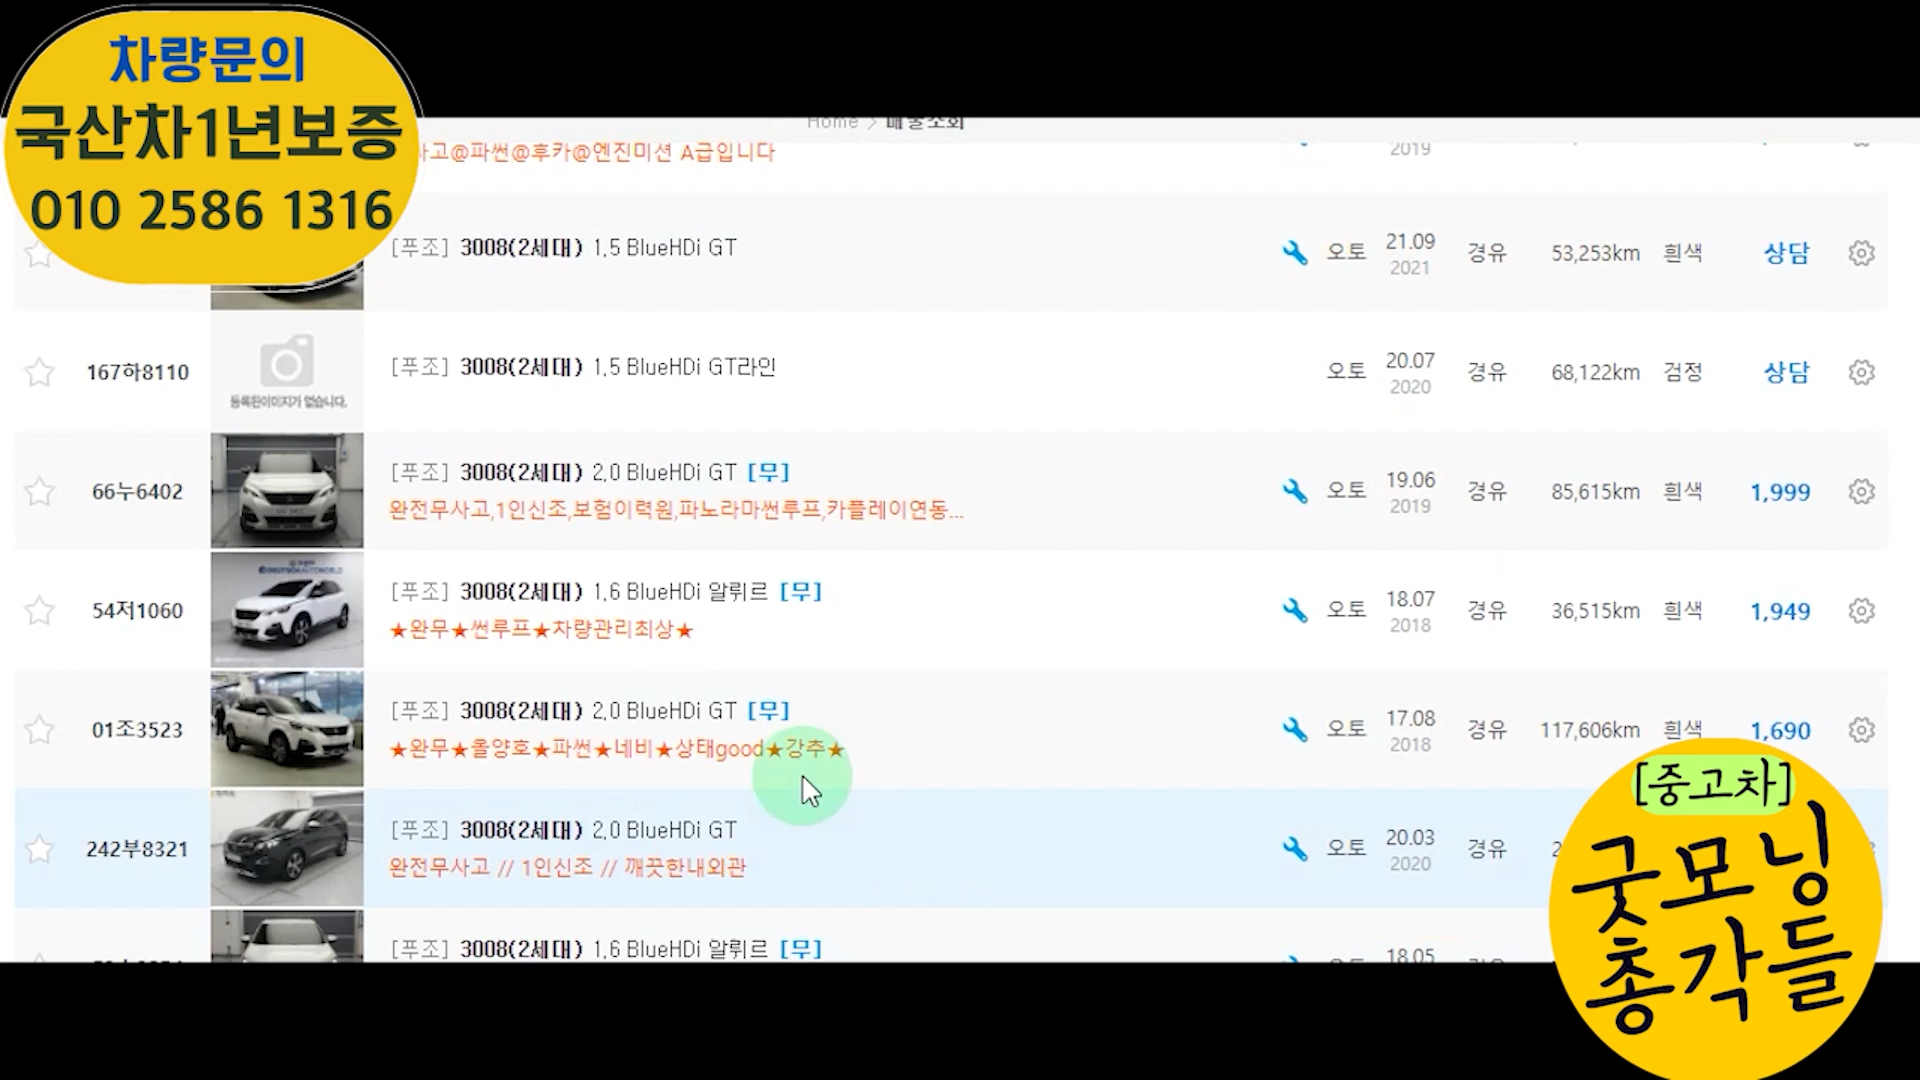 차량문의
국산차1년보증
010 2586 1316
Home > 매물조회
사고@파썬@후카@엔진미션 A급입니다
2019
[푸조] 3008(2세대) 1.5 BlueHDi GT
오토 21.09 2021 경유 53,253km 흰색 상담
167하8110
등록된이미지가 없습니다.
[푸조] 3008(2세대) 1.5 BlueHDi GT라인
오토 20.07 2020 경유 68,122km 검정 상담
66누6402
[푸조] 3008(2세대) 2.0 BlueHDi GT [무]
완전무사고,1인신조,보험이력원,파노라마썬루프,카플레이연동...
오토 19.06 2019 경유 85,615km 흰색 1,999
54저1060
[푸조] 3008(2세대) 1.6 BlueHDi 알뤼르 [무]
★완무★썬루프★차량관리최상★
오토 18.07 2018 경유 36,515km 흰색 1,949
01조3523
[푸조] 3008(2세대) 2.0 BlueHDi GT [무]
★완무★올양호★파썬★네비★상태good★강추★
오토 17.08 2018 경유 117,606km 흰색 1,690
242부8321
[푸조] 3008(2세대) 2.0 BlueHDi GT
완전무사고 // 1인신조 // 깨끗한내외관
오토 20.03 2020 경유 2
[푸조] 3008(2세대) 1.6 BlueHDi 알뤼르 [무]
18.05
[중고차]
굿모닝
총각들